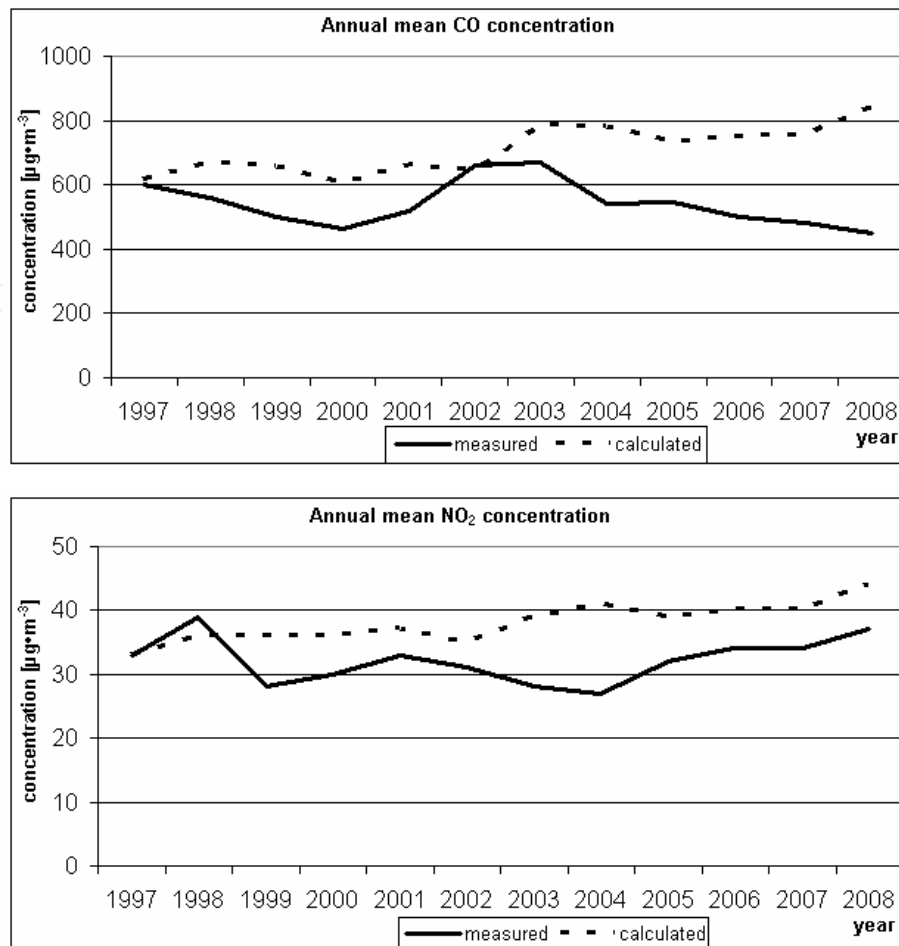 Annual mean CO concentration
concentration [µg•m⁻³]
1000
800
600
400
200
0
1997 1998 1999 2000 2001 2002 2003 2004 2005 2006 2007 2008
measured calculated
year
Annual mean NO₂ concentration
concentration [µg•m⁻³]
50
40
30
20
10
0
1997 1998 1999 2000 2001 2002 2003 2004 2005 2006 2007 2008
measured calculated
year